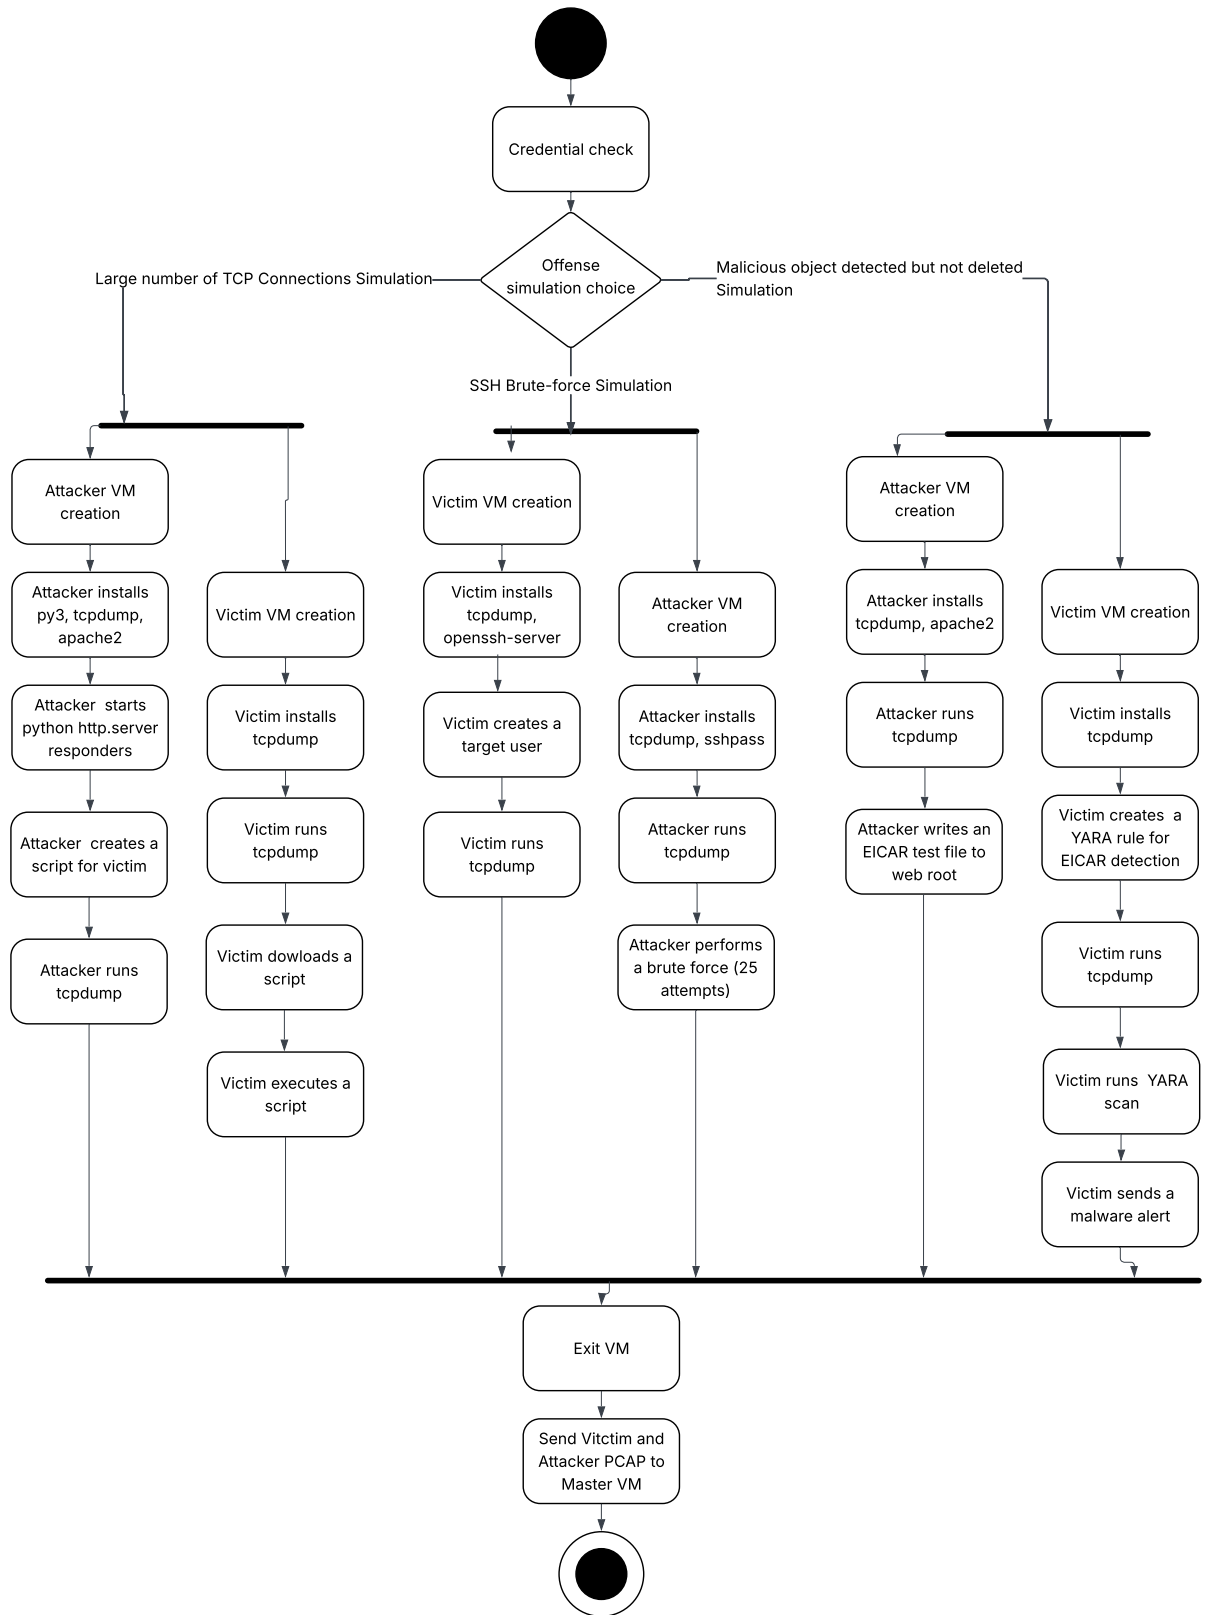 Credential check
Offense
simulation choice
Large number of TCP Connections Simulation
Malicious object detected but not deleted
Simulation
SSH Brute-force Simulation
Attacker VM
creation
Attacker installs
py3, tcpdump,
apache2
Attacker starts
python http.server
responders
Attacker creates a
script for victim
Attacker runs
tcpdump
Victim VM creation
Victim installs
tcpdump
Victim runs
tcpdump
Victim dowloads a
script
Victim executes a
script
Victim VM creation
Victim installs
tcpdump,
openssh-server
Victim creates a
target user
Victim runs
tcpdump
Attacker VM
creation
Attacker installs
tcpdump, sshpass
Attacker runs
tcpdump
Attacker performs
a brute force (25
attempts)
Attacker VM
creation
Attacker installs
tcpdump, apache2
Attacker runs
tcpdump
Attacker writes an
EICAR test file to
web root
Victim VM creation
Victim installs
tcpdump
Victim creates a
YARA rule for
EICAR detection
Victim runs
tcpdump
Victim runs YARA
scan
Victim sends a
malware alert
Exit VM
Send Vitctim and
Attacker PCAP to
Master VM